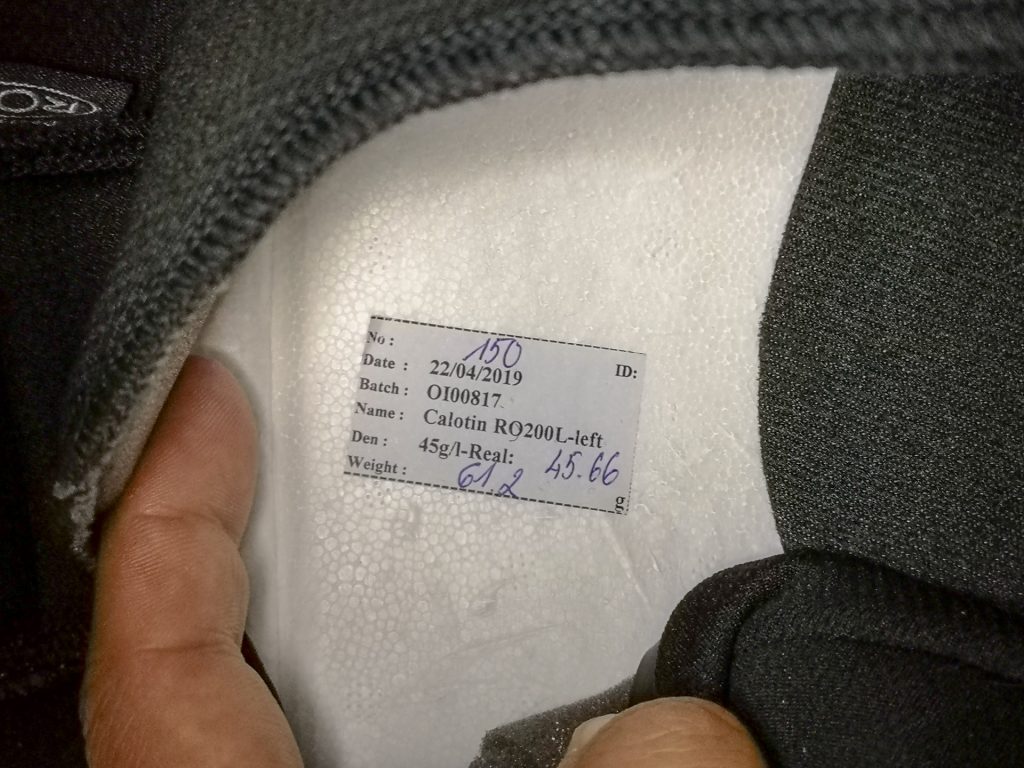 RO
No : 150 ID:
Date : 22/04/2019
Batch : OI00817
Name : Calotin RO200L-left
Den : 45g/l-Real: 45.66
Weight : 61.2 g